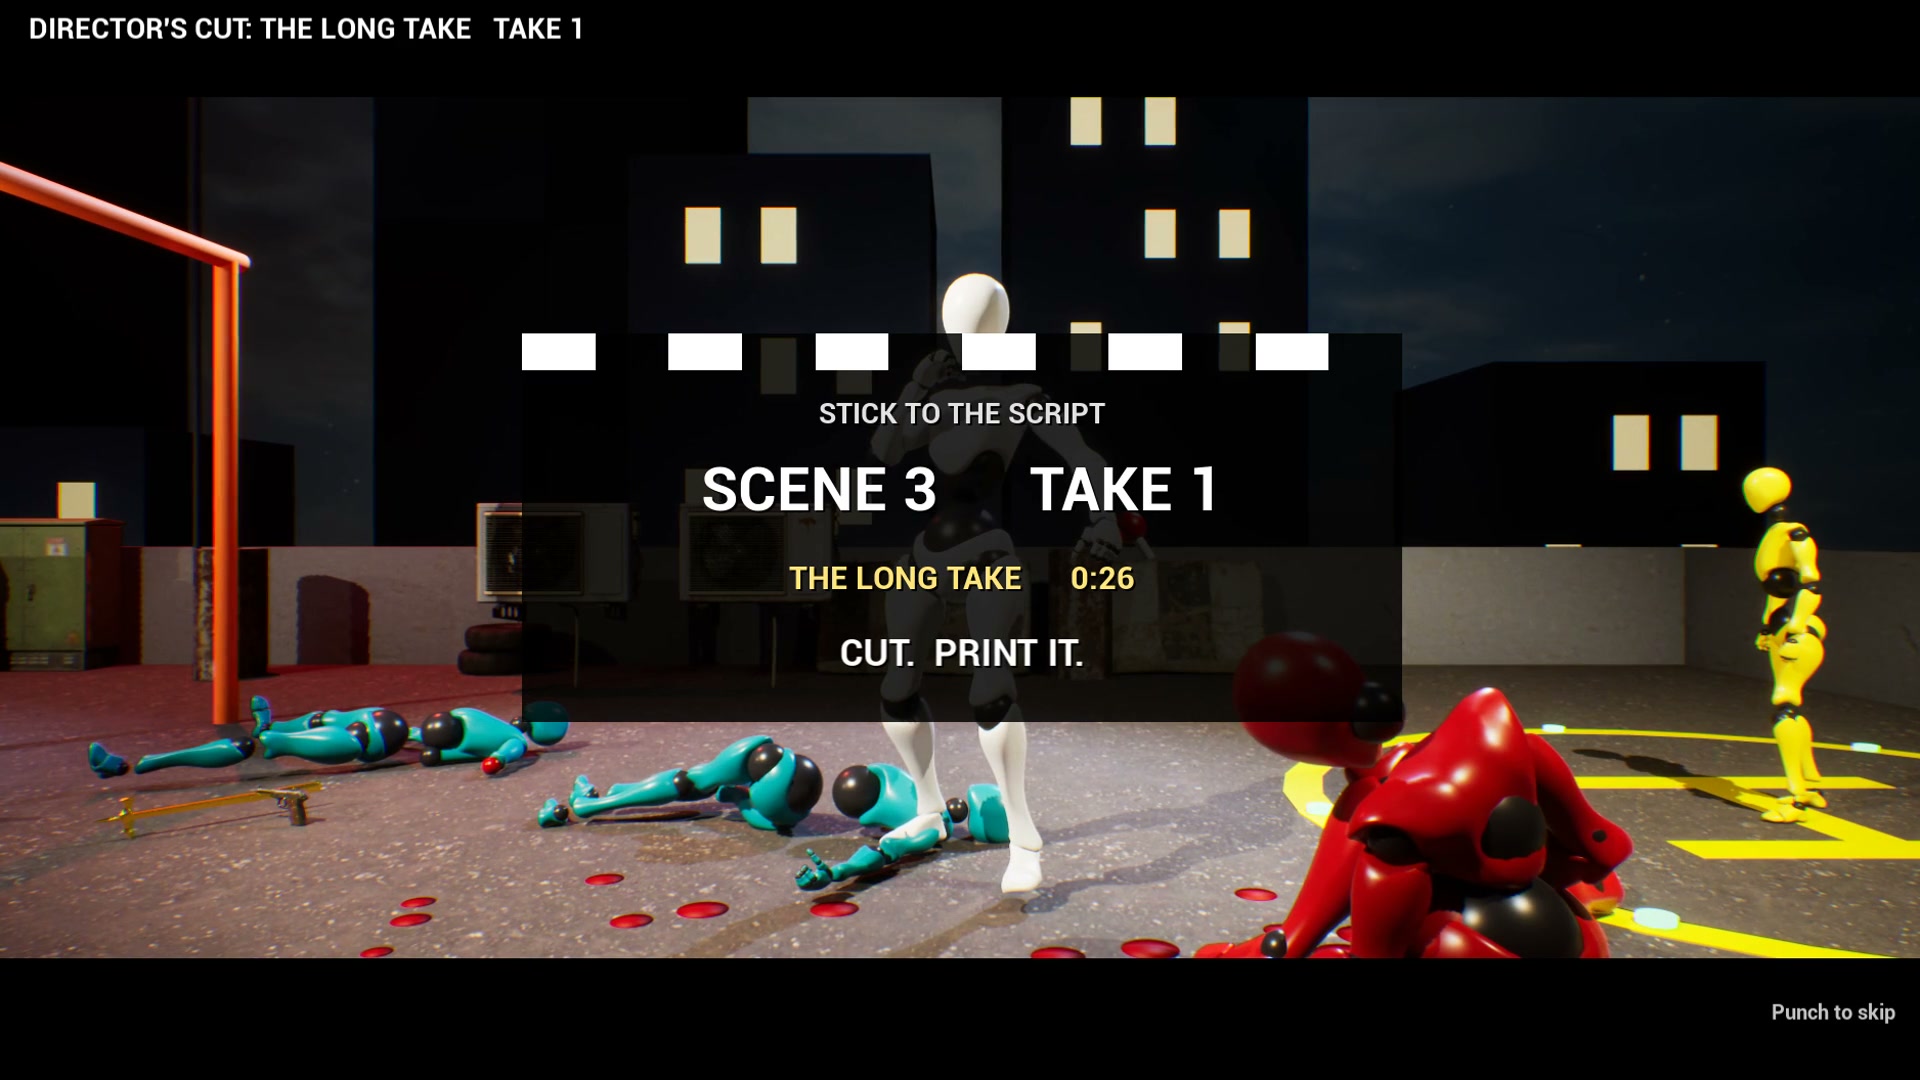 DIRECTOR'S CUT: THE LONG TAKE TAKE 1
STICK TO THE SCRIPT
SCENE 3 TAKE 1
THE LONG TAKE 0:26
CUT. PRINT IT.
Punch to skip